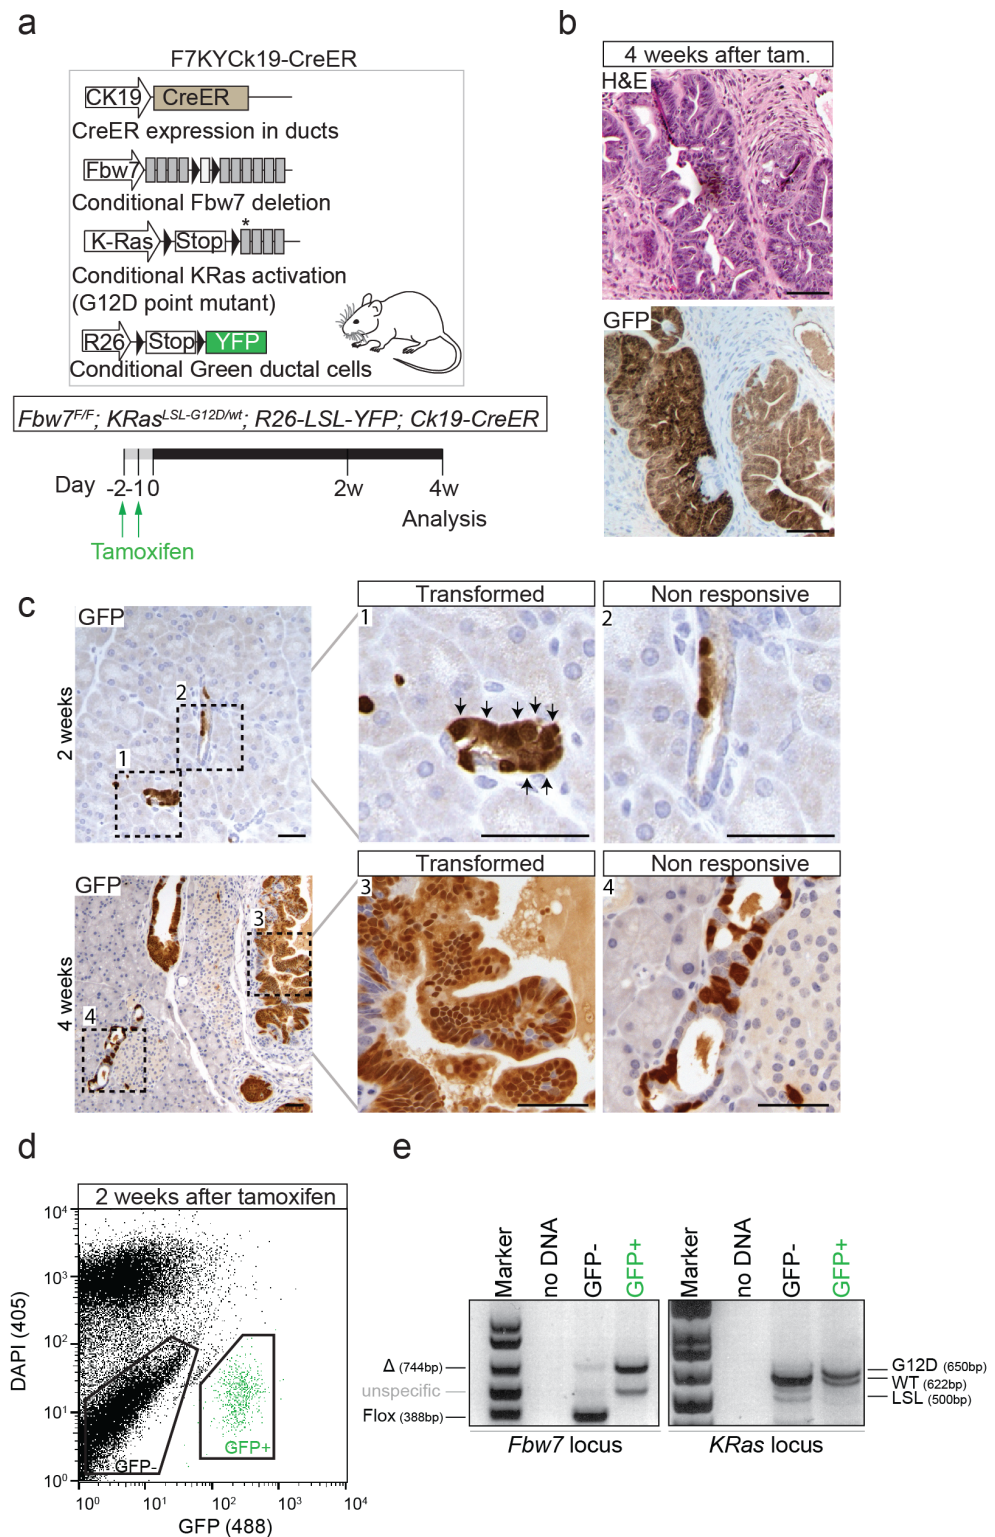 a
F7KYCk19-CreER
CK19
CreER
CreER expression in ducts
Fbw7
Conditional Fbw7 deletion
*
K-Ras
Stop
Conditional KRas activation
(G12D point mutant)
R26
Stop
YFP
Conditional Green ductal cells
Fbw7F/F; KRasLSL-G12D/wt; R26-LSL-YFP; Ck19-CreER
Day -2 -1 0 2w 4w
Analysis
Tamoxifen
b
4 weeks after tam.
H&E
GFP
c
2 weeks
GFP
1
2
Transformed
1
Non responsive
2
4 weeks
GFP
3
4
Transformed
3
Non responsive
4
d
2 weeks after tamoxifen
DAPI (405)
10⁴
10³
10²
10¹
10⁰
GFP-
GFP+
10⁰ 10¹ 10² 10³ 10⁴
GFP (488)
e
Marker
no DNA
GFP-
GFP+
Δ (744bp)
unspecific
Flox (388bp)
Fbw7 locus
Marker
no DNA
GFP-
GFP+
G12D (650bp)
WT (622bp)
LSL (500bp)
KRas locus